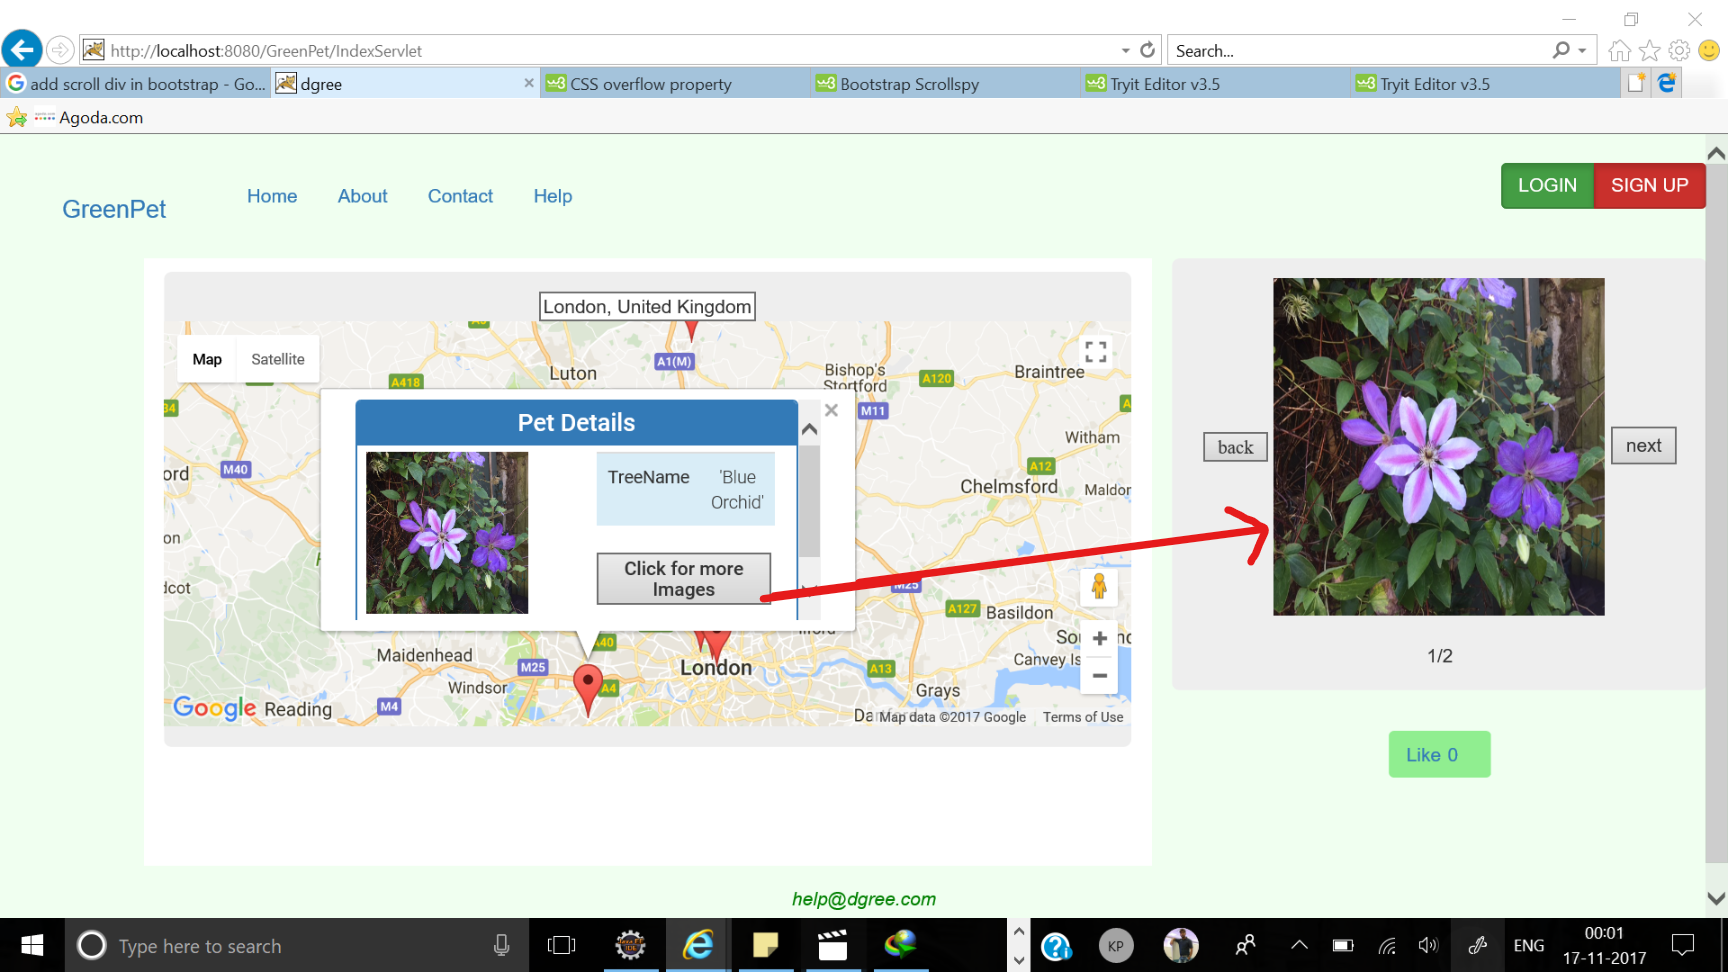 http://localhost:8080/GreenPet/IndexServlet
Search...
add scroll div in bootstrap - Go...
dgree
CSS overflow property
Bootstrap Scrollspy
Tryit Editor v3.5
Tryit Editor v3.5
Agoda.com
GreenPet
Home
About
Contact
Help
LOGIN
SIGN UP
London, United Kingdom
Map
Satellite
A1(M)
Luton
Bishop's
Stortford
A120
Braintree
A418
M11
Witham
M40
A12
Chelmsford
Maldor
Pet Details
TreeName
'Blue
Orchid'
Click for more
Images
M25
A127
Basildon
Canvey Is
A40
Maidenhead
M25
London
A13
Windsor
A4
Grays
Google
Reading
M4
Map data ©2017 Google
Terms of Use
back
next
1/2
Like 0
help@dgree.com
Type here to search
KP
ENG
00:01
17-11-2017